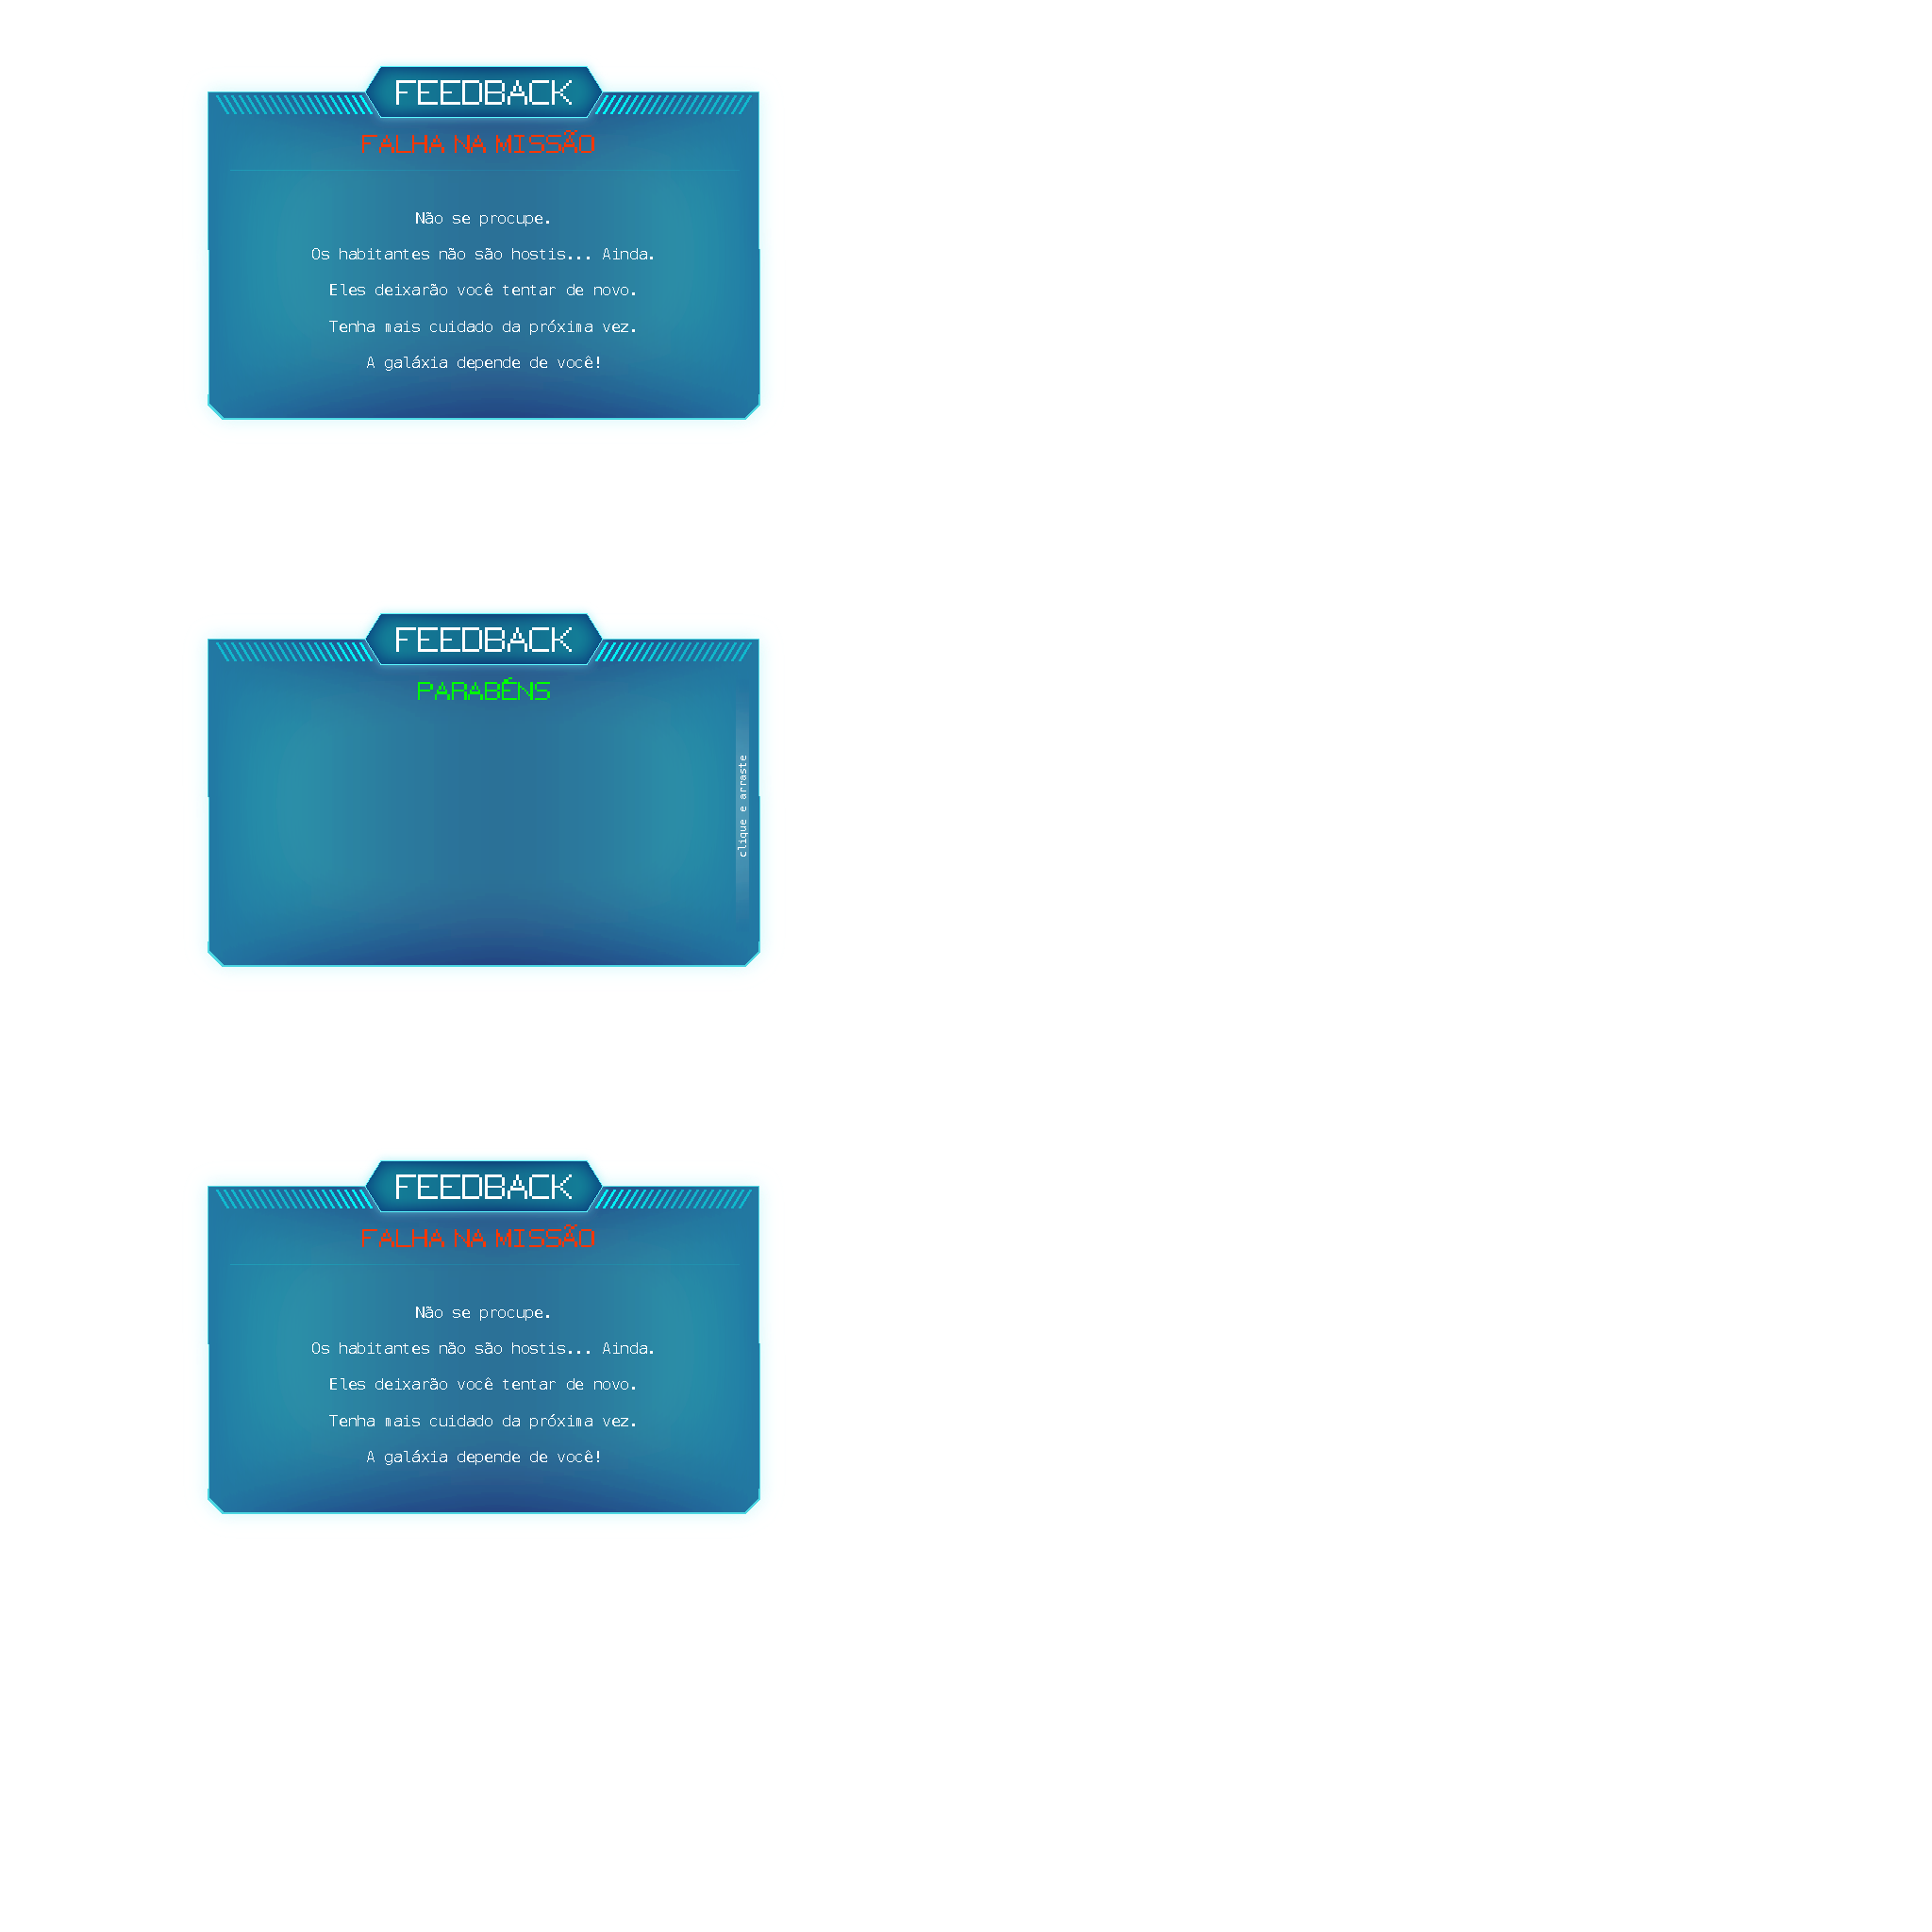 FEEDBACK
FALHA NA MISSÃO
Não se procupe.
Os habitantes não são hostis... Ainda.
Eles deixarão você tentar de novo.
Tenha mais cuidado da próxima vez.
A galáxia depende de você!
FEEDBACK
PARABÉNS
clique e arraste
FEEDBACK
FALHA NA MISSÃO
Não se procupe.
Os habitantes não são hostis... Ainda.
Eles deixarão você tentar de novo.
Tenha mais cuidado da próxima vez.
A galáxia depende de você!